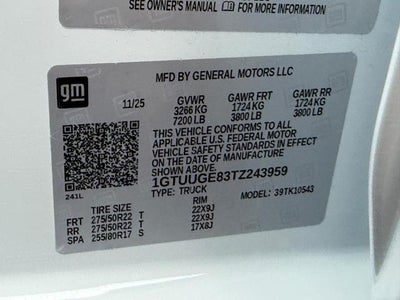 SEE OWNER'S MANUAL FOR MORE INFORMATION
gm
MFD BY GENERAL MOTORS LLC
11/25 GVWR GAWR FRT GAWR RR
3266 KG 1724 KG 1724 KG
7200 LB 3800 LB 3800 LB
THIS VEHICLE CONFORMS TO ALL
APPLICABLE U.S. FEDERAL MOTOR
VEHICLE SAFETY STANDARDS IN EFFECT
ON THE DATE OF MANUFACTURE
SHOWN ABOVE.
1GTUUGE83TZ243959
241L
TYPE: TRUCK MODEL: 39TK10543
TIRE SIZE RIM
FRT 275/50R22 T 22X9J
RR 275/50R22 T 22X9J
SPA 255/80R17 S 17X8J